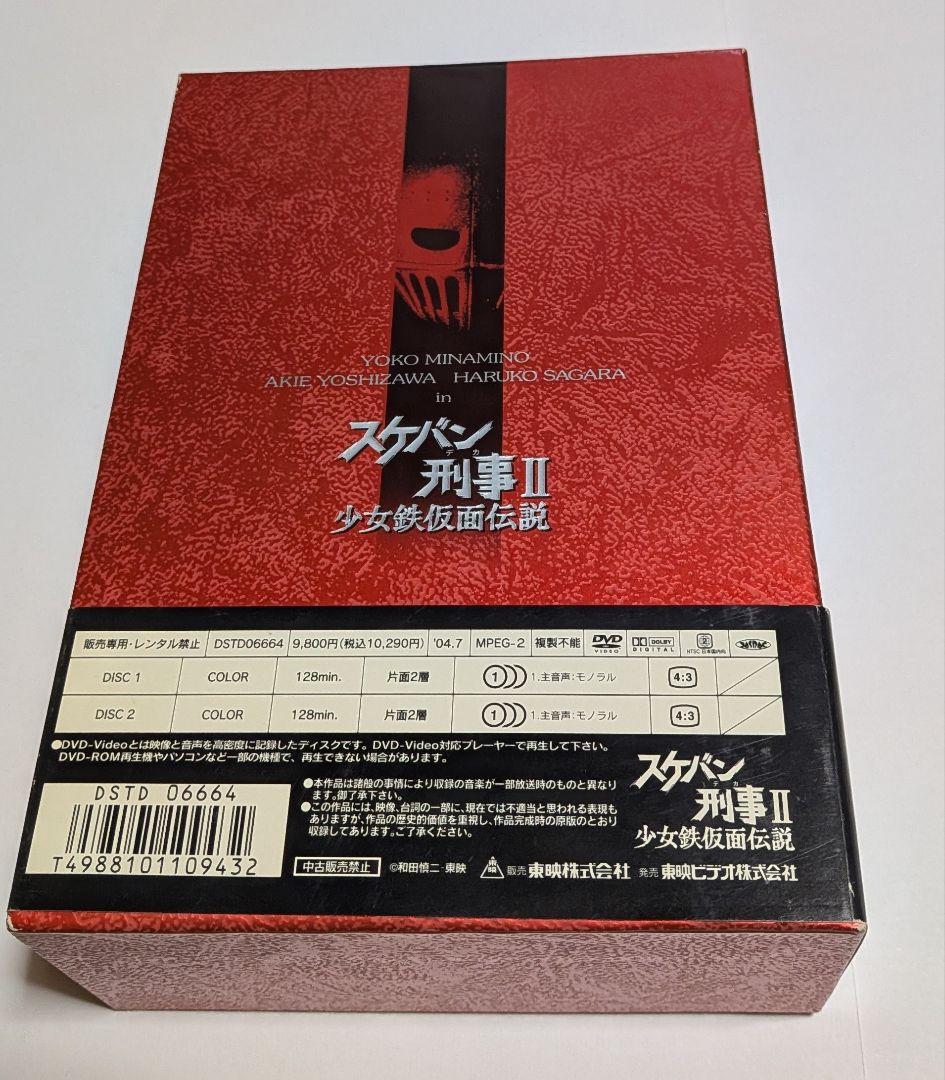 YOKO MINAMINO
AKIE YOSHIZAWA HARUKO SAGARA
in
スケバン
デカ
刑事II
少女鉄仮面伝説
販売専用・レンタル禁止 DSTD06664 9,800円(税込10,290円) '04.7 MPEG-2 複製不能 DVD VIDEO DOLBY DIGITAL 2 NTSC 日本国内向
DISC 1 COLOR 128min. 片面2層 1 1.主音声:モノラル 4:3
DISC 2 COLOR 128min. 片面2層 1 1.主音声:モノラル 4:3
●DVD-Videoとは映像と音声を高密度に記録したディスクです。DVD-Video対応プレーヤーで再生して下さい。
DVD-ROM再生機やパソコンなど一部の機種で、再生できない場合があります。
DSTD 06664
T4988101109432
●本作品は諸般の事情により収録の音楽が一部放送時のものと異なり
ます。御了承下さい。
●この作品には、映像、台詞の一部に、現在では不適当と思われる表現も
ありますが、作品の歴史的価値を重視し、作品完成時の原版のとおり
収録してあります。ご了承ください。
スケバン
デカ
刑事II
少女鉄仮面伝説
中古販売禁止 ©和田慎二・東映 東映 販売 東映株式会社 発売 東映ビデオ株式会社